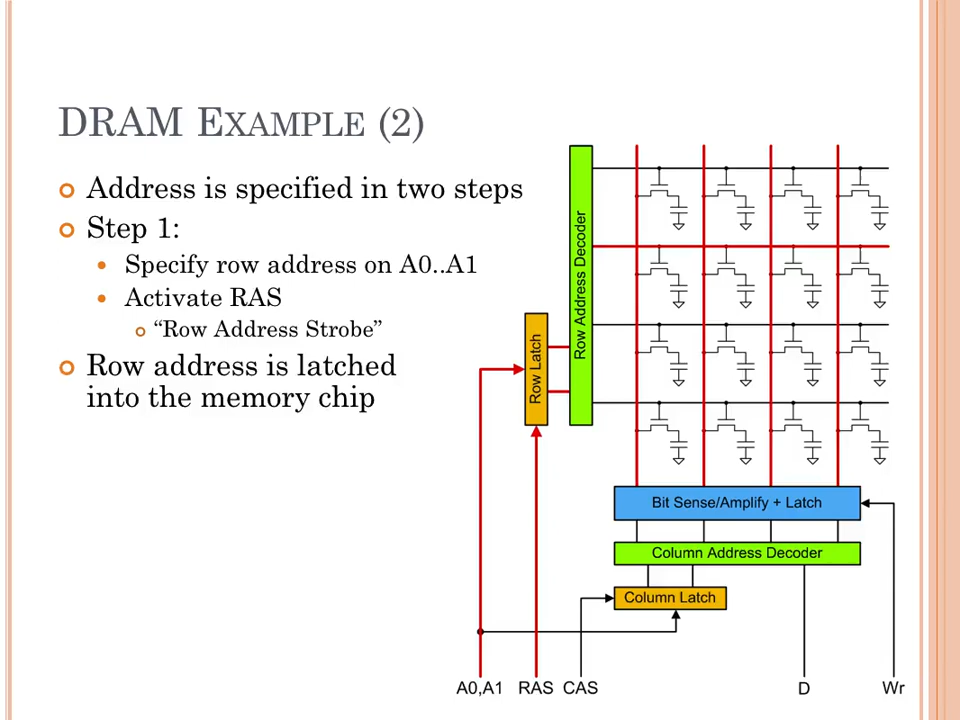 DRAM EXAMPLE (2)
Address is specified in two steps
Step 1:
Specify row address on A0..A1
Activate RAS
“Row Address Strobe”
Row address is latched
into the memory chip
Row Address Decoder
Row Latch
Bit Sense/Amplify + Latch
Column Address Decoder
Column Latch
A0,A1 RAS CAS D Wr